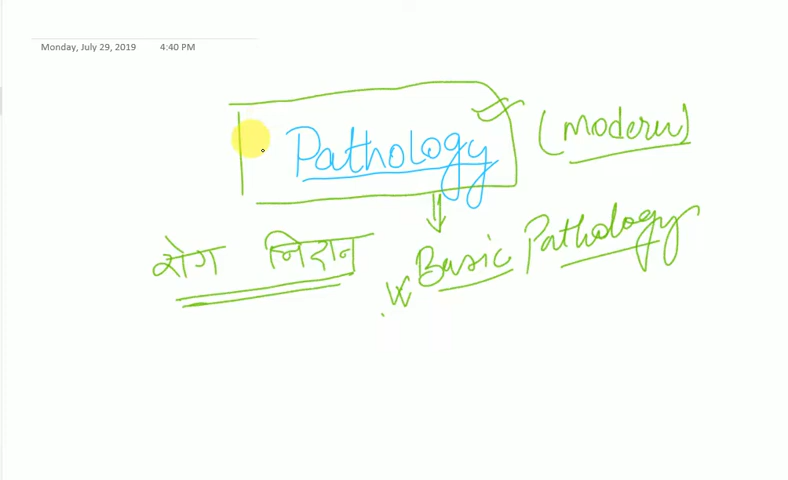 Monday, July 29, 2019 4:40 PM
Pathology (Modern)
रोग निदान Basic Pathology